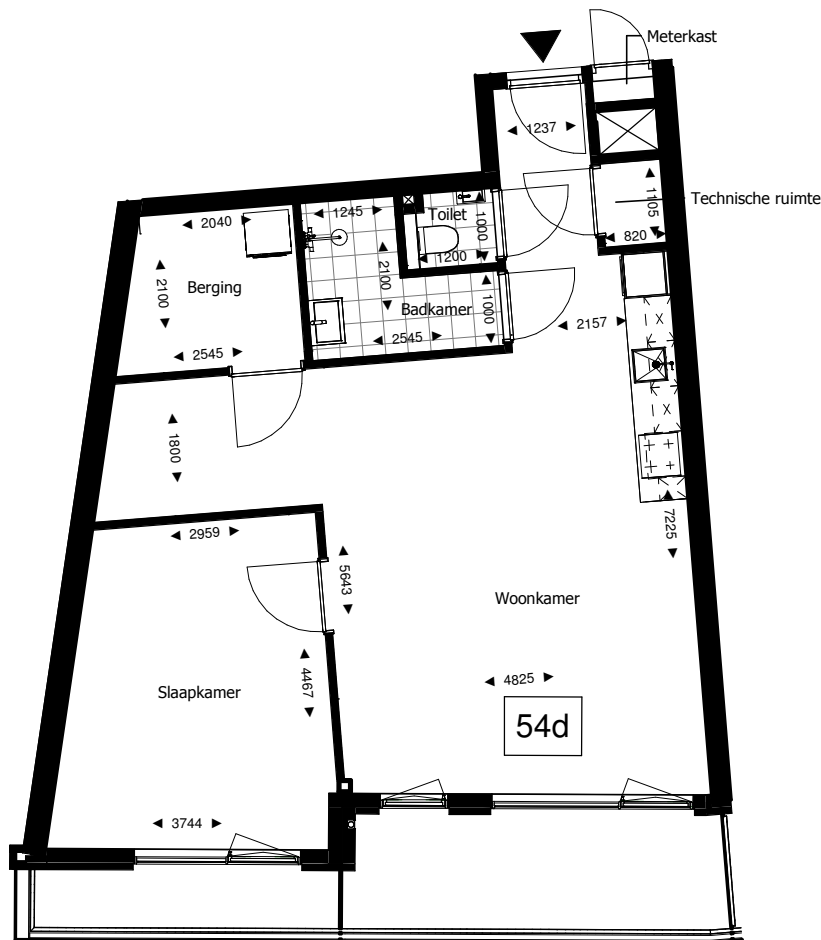 Meterkast
1237
Technische ruimte
1105
820
2040
1245
Toilet
1000
1200
2100
Berging
2100
Badkamer
1000
2545
2545
2157
1800
2959
7225
5643
Woonkamer
4467
4825
Slaapkamer
54d
3744